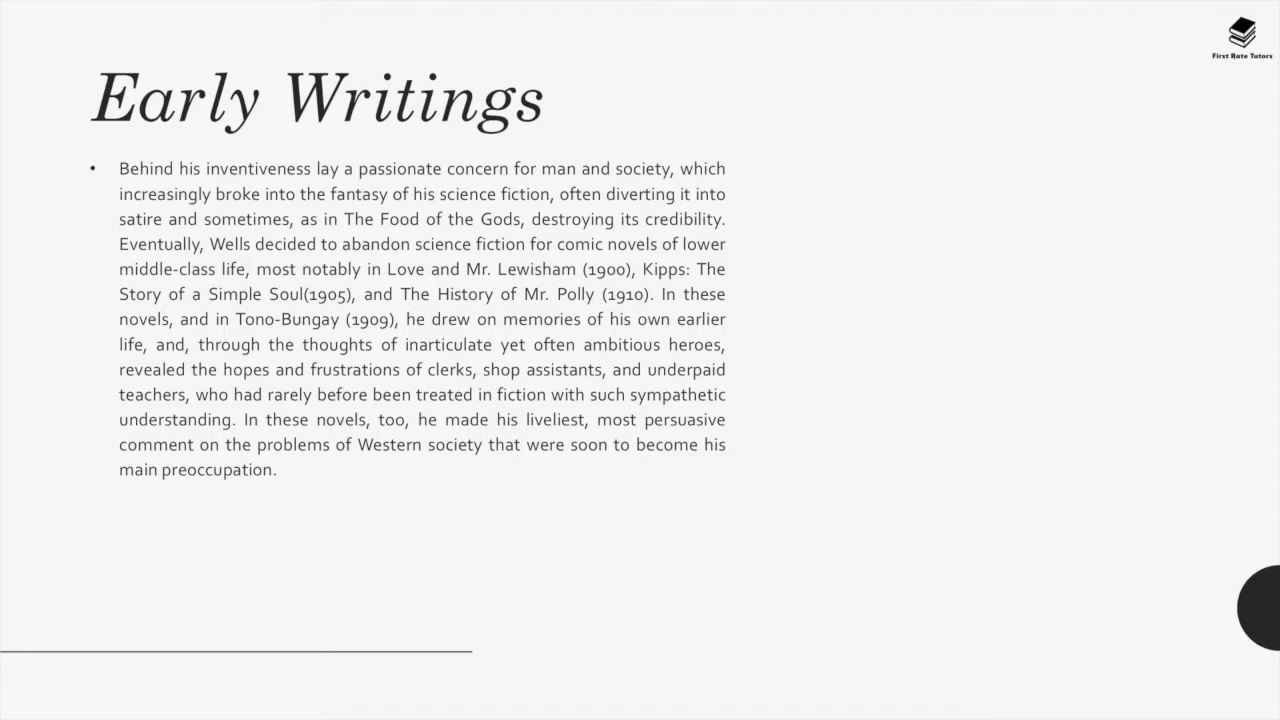 First Rate Tutors
Early Writings
• Behind his inventiveness lay a passionate concern for man and society, which
increasingly broke into the fantasy of his science fiction, often diverting it into
satire and sometimes, as in The Food of the Gods, destroying its credibility.
Eventually, Wells decided to abandon science fiction for comic novels of lower
middle-class life, most notably in Love and Mr. Lewisham (1900), Kipps: The
Story of a Simple Soul(1905), and The History of Mr. Polly (1910). In these
novels, and in Tono-Bungay (1909), he drew on memories of his own earlier
life, and, through the thoughts of inarticulate yet often ambitious heroes,
revealed the hopes and frustrations of clerks, shop assistants, and underpaid
teachers, who had rarely before been treated in fiction with such sympathetic
understanding. In these novels, too, he made his liveliest, most persuasive
comment on the problems of Western society that were soon to become his
main preoccupation.